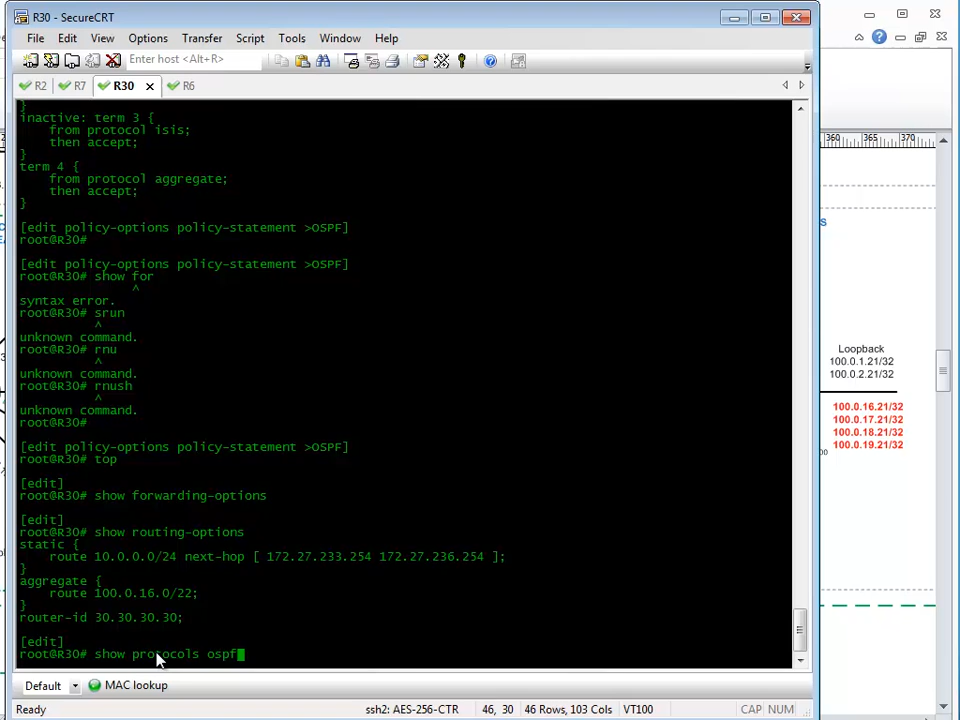 R30 - SecureCRT
File Edit View Options Transfer Script Tools Window Help
Enter host <Alt+R>
R2 R7 R30 R6
}
inactive: term 3 {
from protocol isis;
then accept;
}
term 4 {
from protocol aggregate;
then accept;
}
[edit policy-options policy-statement >OSPF]
root@R30#
[edit policy-options policy-statement >OSPF]
root@R30# show for
^
syntax error.
root@R30# srun
^
unknown command.
root@R30# rnu
^
unknown command.
root@R30# rnush
^
unknown command.
root@R30#
[edit policy-options policy-statement >OSPF]
root@R30# top
[edit]
root@R30# show forwarding-options
[edit]
root@R30# show routing-options
static {
route 10.0.0.0/24 next-hop [ 172.27.233.254 172.27.236.254 ];
}
aggregate {
route 100.0.16.0/22;
}
router-id 30.30.30.30;
[edit]
root@R30# show protocols ospf
Default MAC lookup
Ready ssh2: AES-256-CTR 46, 30 46 Rows, 103 Cols VT100 CAP NUM
360 365 370
Loopback
100.0.1.21/32
100.0.2.21/32
100.0.16.21/32
100.0.17.21/32
100.0.18.21/32
100.0.19.21/32